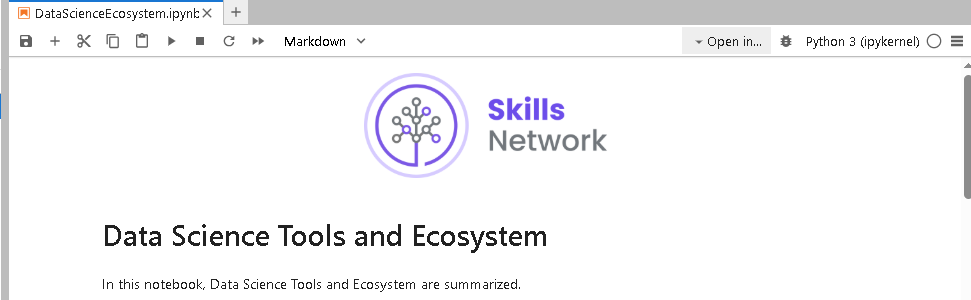 DataScienceEcosystem.ipynb
Markdown
Open in...
Python 3 (ipykernel)
Skills
Network
Data Science Tools and Ecosystem
In this notebook, Data Science Tools and Ecosystem are summarized.